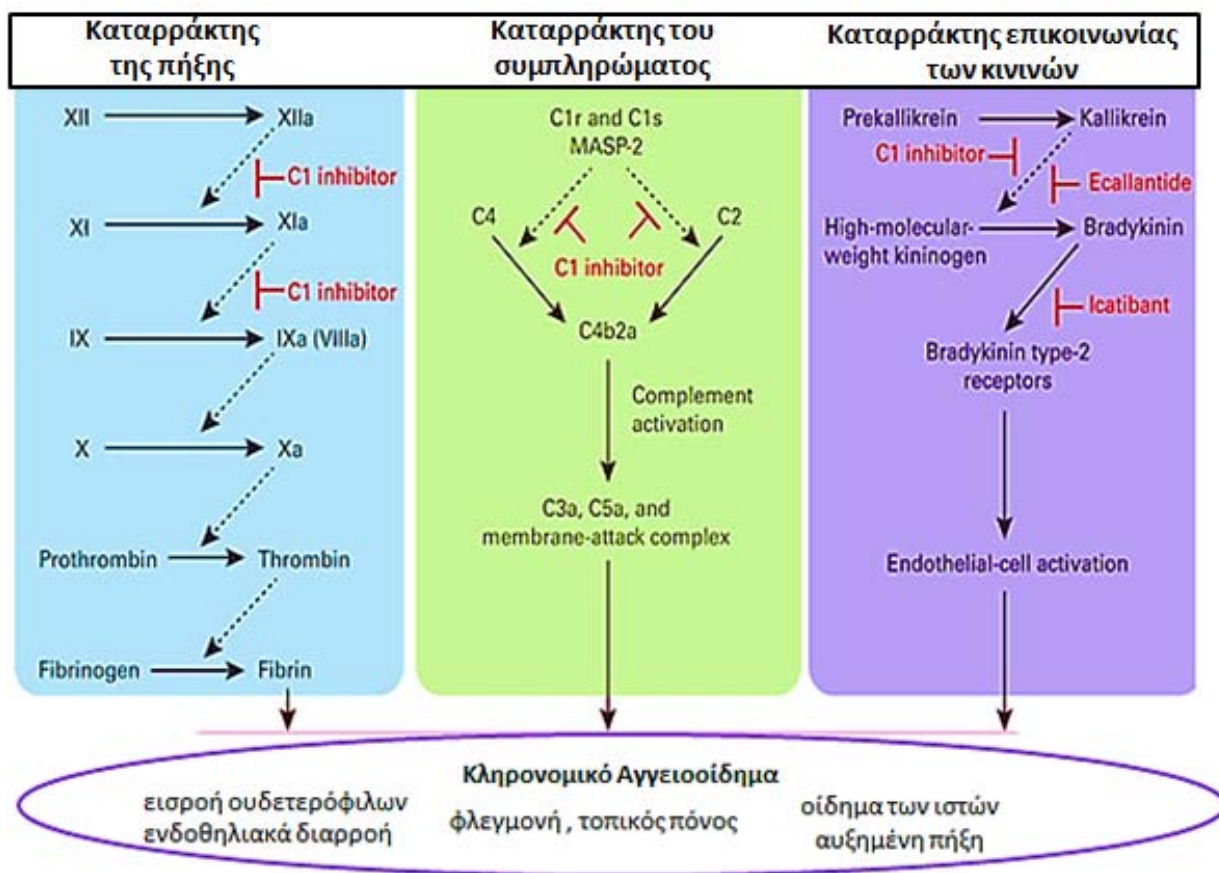 Καταρράκτης
της πήξης
Καταρράκτης του
συμπληρώματος
Καταρράκτης επικοινωνίας
των κινινών
XII
XIIa
C1 inhibitor
XI
XIa
C1 inhibitor
IX
IXa (VIIIa)
X
Xa
Prothrombin
Thrombin
Fibrinogen
Fibrin
C1r and C1s
MASP-2
C4
C2
C1 inhibitor
C4b2a
Complement
activation
C3a, C5a, and
membrane-attack complex
Prekallikrein
Kallikrein
C1 inhibitor
Ecallantide
High-molecular-
weight kininogen
Bradykinin
Icatibant
Bradykinin type-2
receptors
Endothelial-cell activation
Κληρονομικό Αγγειοοίδημα
εισροή ουδετερόφιλων
ενδοθηλιακά διαρροή
φλεγμονή , τοπικός πόνος
οίδημα των ιστών
αυξημένη πήξη